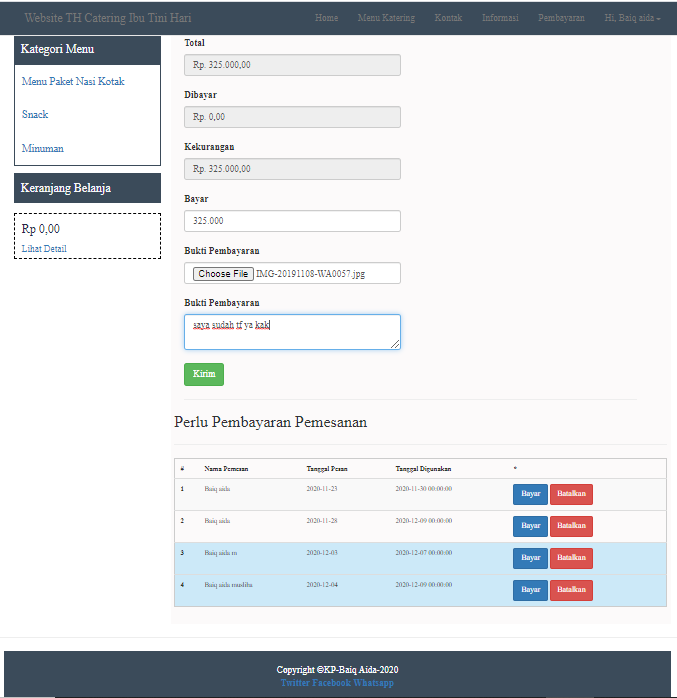 Website TH Catering Ibu Tini Hari Home Menu Katering Kontak Informasi Pembayaran Hi, Baiq aida
Kategori Menu
Menu Paket Nasi Kotak
Snack
Minuman
Keranjang Belanja
Rp 0,00
Lihat Detail
Total
Rp. 325.000,00
Dibayar
Rp. 0,00
Kekurangan
Rp. 325.000,00
Bayar
325.000
Bukti Pembayaran
Choose File IMG-20191108-WA0057.jpg
Bukti Pembayaran
saya sudah tf ya kak
Kirim
Perlu Pembayaran Pemesanan
# Nama Pemesan Tanggal Pesan Tanggal Digunakan *
1 Baiq aida 2020-11-23 2020-11-30 00:00:00 Bayar Batalkan
2 Baiq aida 2020-11-28 2020-12-09 00:00:00 Bayar Batalkan
3 Baiq aida m 2020-12-03 2020-12-07 00:00:00 Bayar Batalkan
4 Baiq aida musliha 2020-12-04 2020-12-09 00:00:00 Bayar Batalkan
Copyright ©KP-Baiq Aida-2020
Twitter Facebook Whatsapp